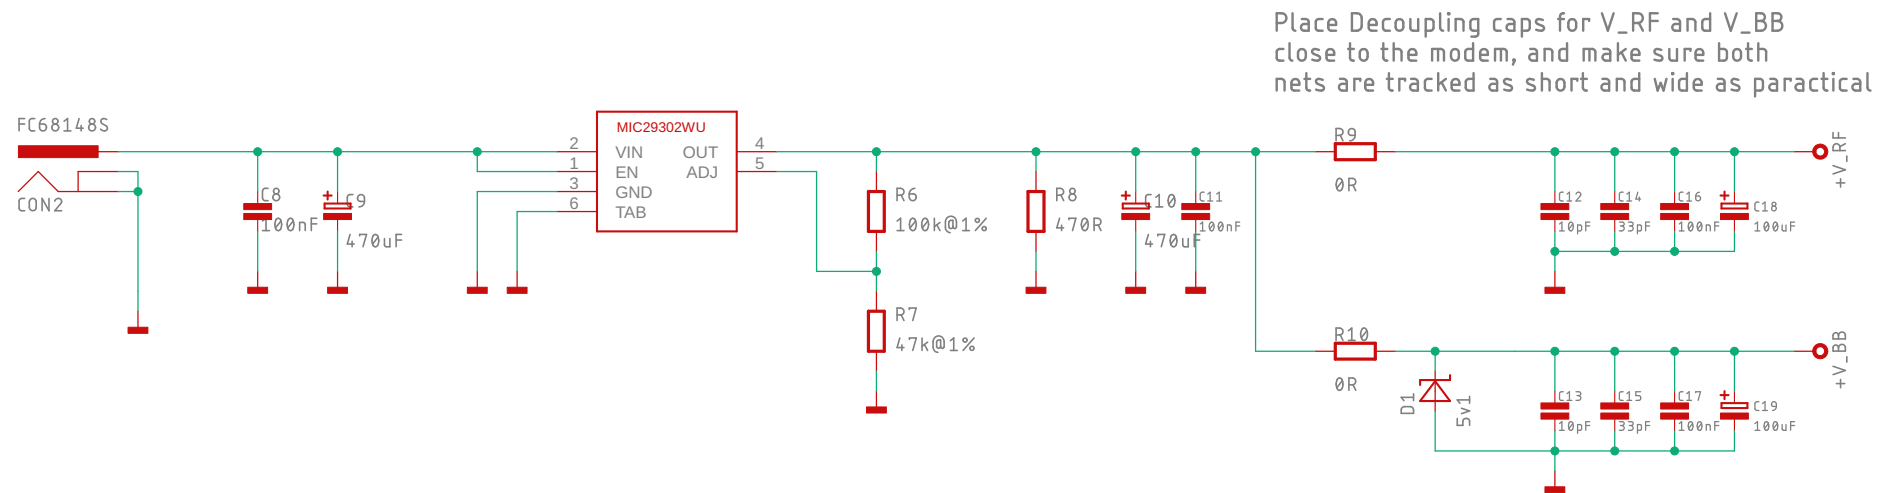 Place Decoupling caps for V_RF and V_BB
close to the modem, and make sure both
nets are tracked as short and wide as paractical
FC68148S
CON2
C8
100nF
C9
470uF
MIC29302WU
2
VIN
1
EN
3
GND
6
TAB
OUT
4
ADJ
5
R6
100k@1%
R7
47k@1%
R8
470R
C10
470uF
C11
100nF
R9
0R
C12
10pF
C14
33pF
C16
100nF
C18
100uF
+V_RF
R10
0R
D1
5v1
C13
10pF
C15
33pF
C17
100nF
C19
100uF
+V_BB